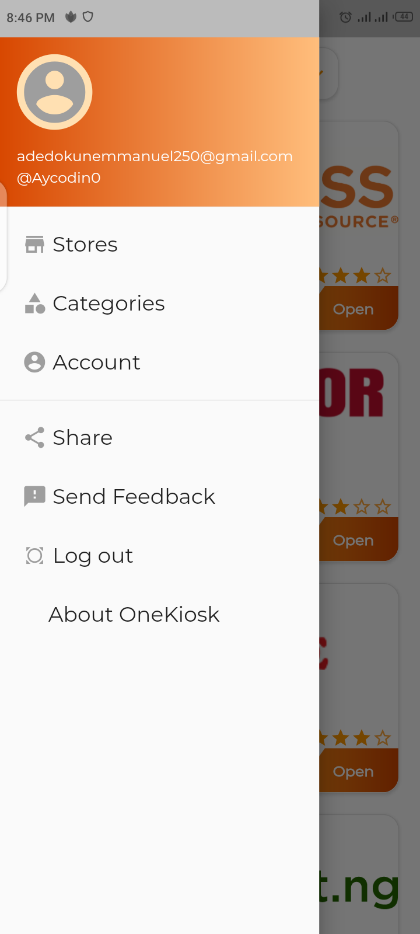 8:46 PM
44
adedokunemmanuel250@gmail.com
@Aycodin0
Stores
Categories
Account
Share
Send Feedback
Log out
About OneKiosk
SS
SOURCE®
Open
OR
Open
Open
t.ng